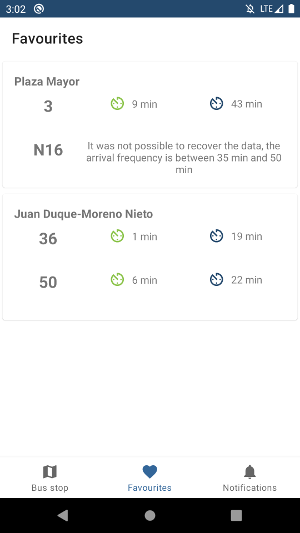 3:02 LTE
Favourites
Plaza Mayor
3 9 min 43 min
N16 It was not possible to recover the data, the
arrival frequency is between 35 min and 50
min
Juan Duque-Moreno Nieto
36 1 min 19 min
50 6 min 22 min
Bus stop Favourites Notifications